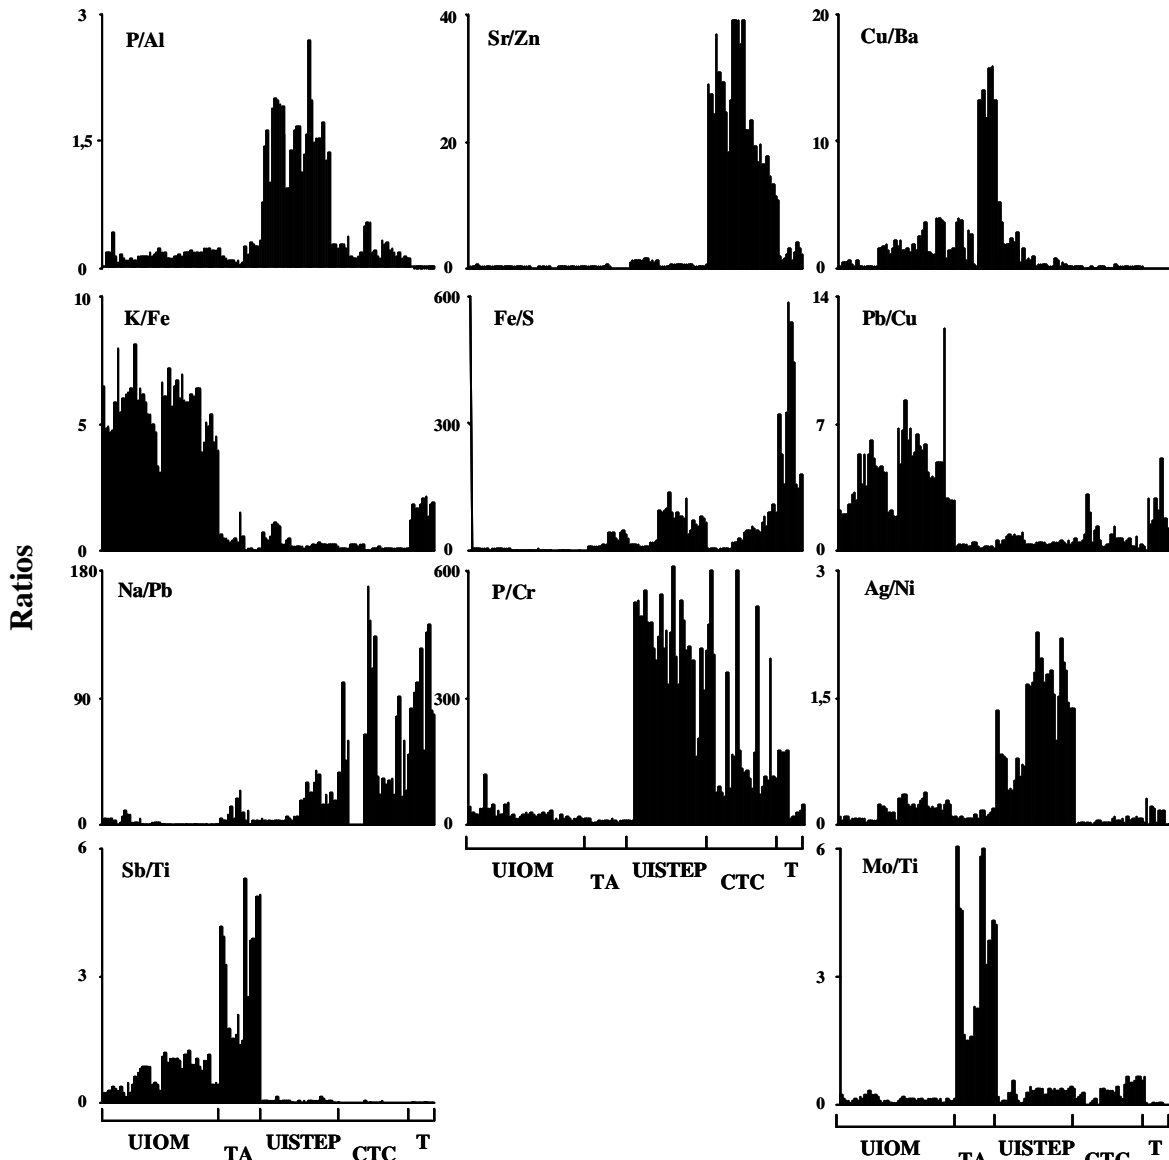 Ratios
3
P/Al
1,5
0
40
Sr/Zn
20
0
20
Cu/Ba
10
0
10
K/Fe
5
0
600
Fe/S
300
0
14
Pb/Cu
7
0
180
Na/Pb
90
0
600
P/Cr
300
0
UIOM TA UISTEP CTC T
3
Ag/Ni
1,5
0
6
Sb/Ti
3
0
UIOM TA UISTEP CTC T
6
Mo/Ti
3
0
UIOM TA UISTEP CTC T